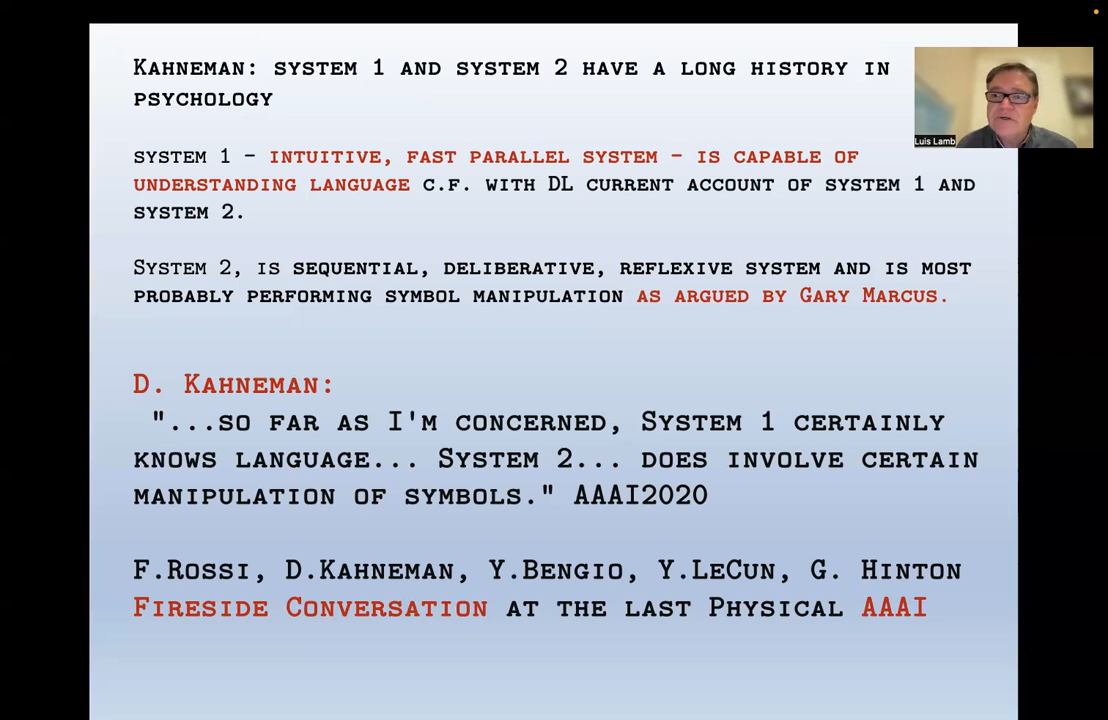 Kahneman: system 1 and system 2 have a long history in
psychology
system 1 – intuitive, fast parallel system – is capable of
understanding language c.f. with DL current account of system 1 and
system 2.
System 2, is sequential, deliberative, reflexive system and is most
probably performing symbol manipulation as argued by Gary Marcus.
D. Kahneman:
"...so far as I'm concerned, System 1 certainly
knows language... System 2... does involve certain
manipulation of symbols." AAAI2020
F.Rossi, D.Kahneman, Y.Bengio, Y.LeCun, G. Hinton
Fireside Conversation at the last Physical AAAI
Luis Lamb